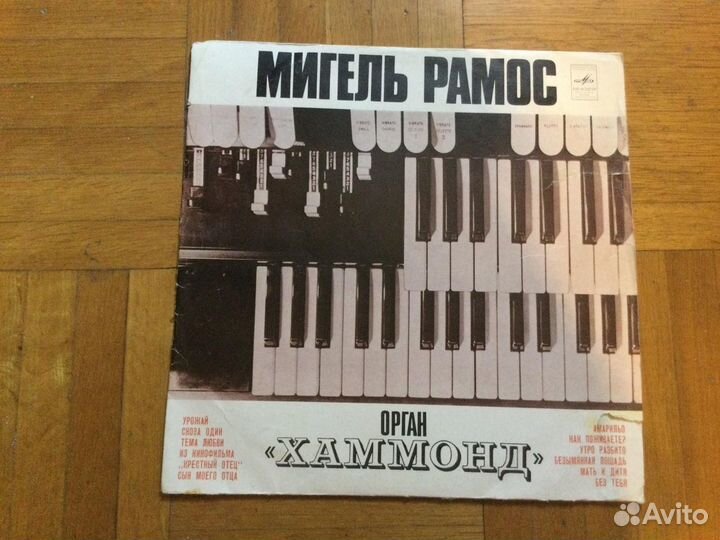 МИГЕЛЬ РАМОС
ОРГАН
«ХАММОНД»
УРОЖАЙ
СНОВА ОДИН
ТЕМА ЛЮБВИ
ИЗ КИНОФИЛЬМА
„КРЕСТНЫЙ ОТЕЦ"
СЫН МОЕГО ОТЦА
АМАРИЛЬО
КАК ПОЖИВАЕТЕ?
УТРО РАЗБИТО
БЕЗЫМЯННАЯ ЛОШАДЬ
МАТЬ И ДИТЯ
БЕЗ ТЕБЯ
Avito